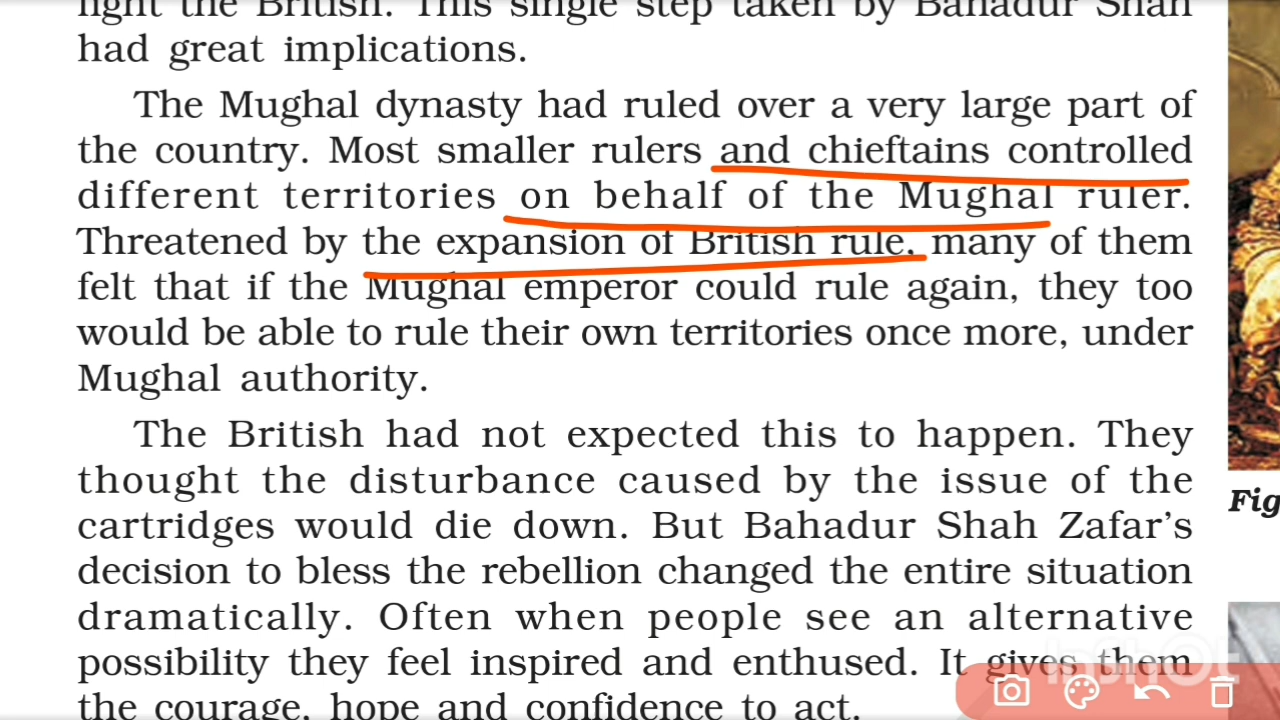 fight the British. This single step taken by Bahadur Shah
had great implications.
The Mughal dynasty had ruled over a very large part of
the country. Most smaller rulers and chieftains controlled
different territories on behalf of the Mughal ruler.
Threatened by the expansion of British rule, many of them
felt that if the Mughal emperor could rule again, they too
would be able to rule their own territories once more, under
Mughal authority.
The British had not expected this to happen. They
thought the disturbance caused by the issue of the
cartridges would die down. But Bahadur Shah Zafar's
decision to bless the rebellion changed the entire situation
dramatically. Often when people see an alternative
possibility they feel inspired and enthused. It gives them
the courage, hope and confidence to act.
Fig
InShOt